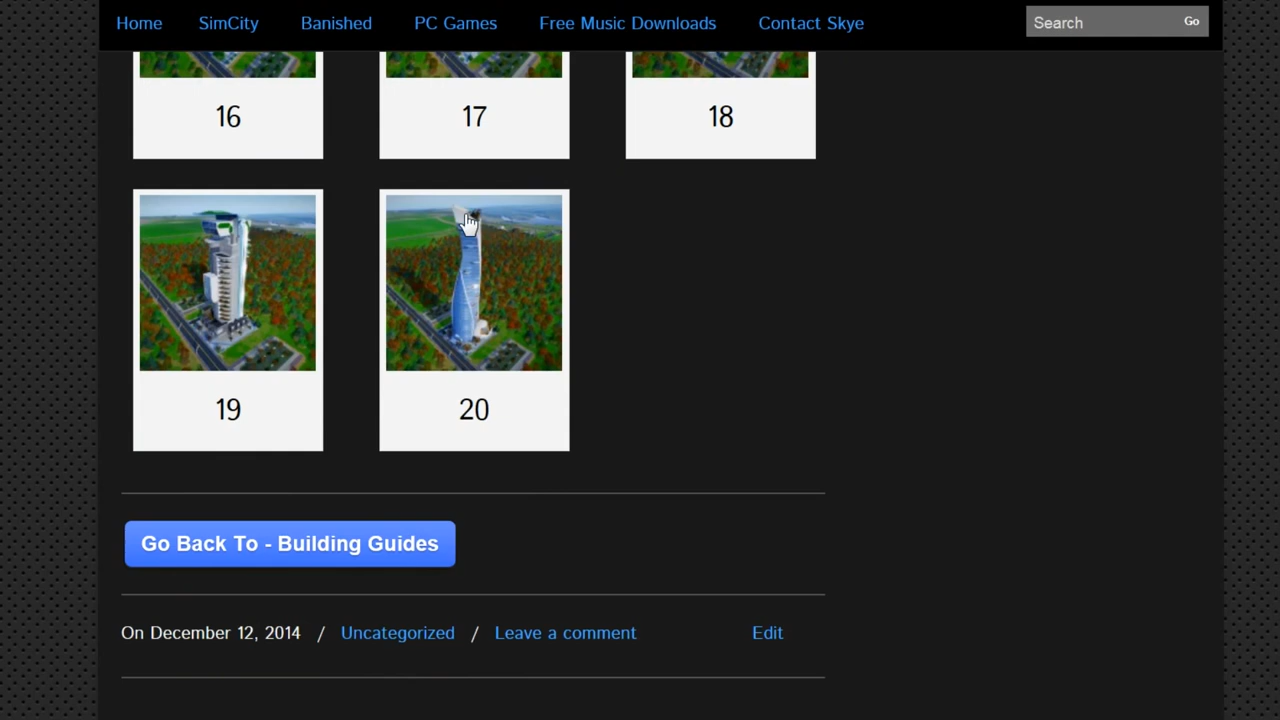 Home SimCity Banished PC Games Free Music Downloads Contact Skye Search Go
16 17 18
19 20
Go Back To - Building Guides
On December 12, 2014 / Uncategorized / Leave a comment Edit